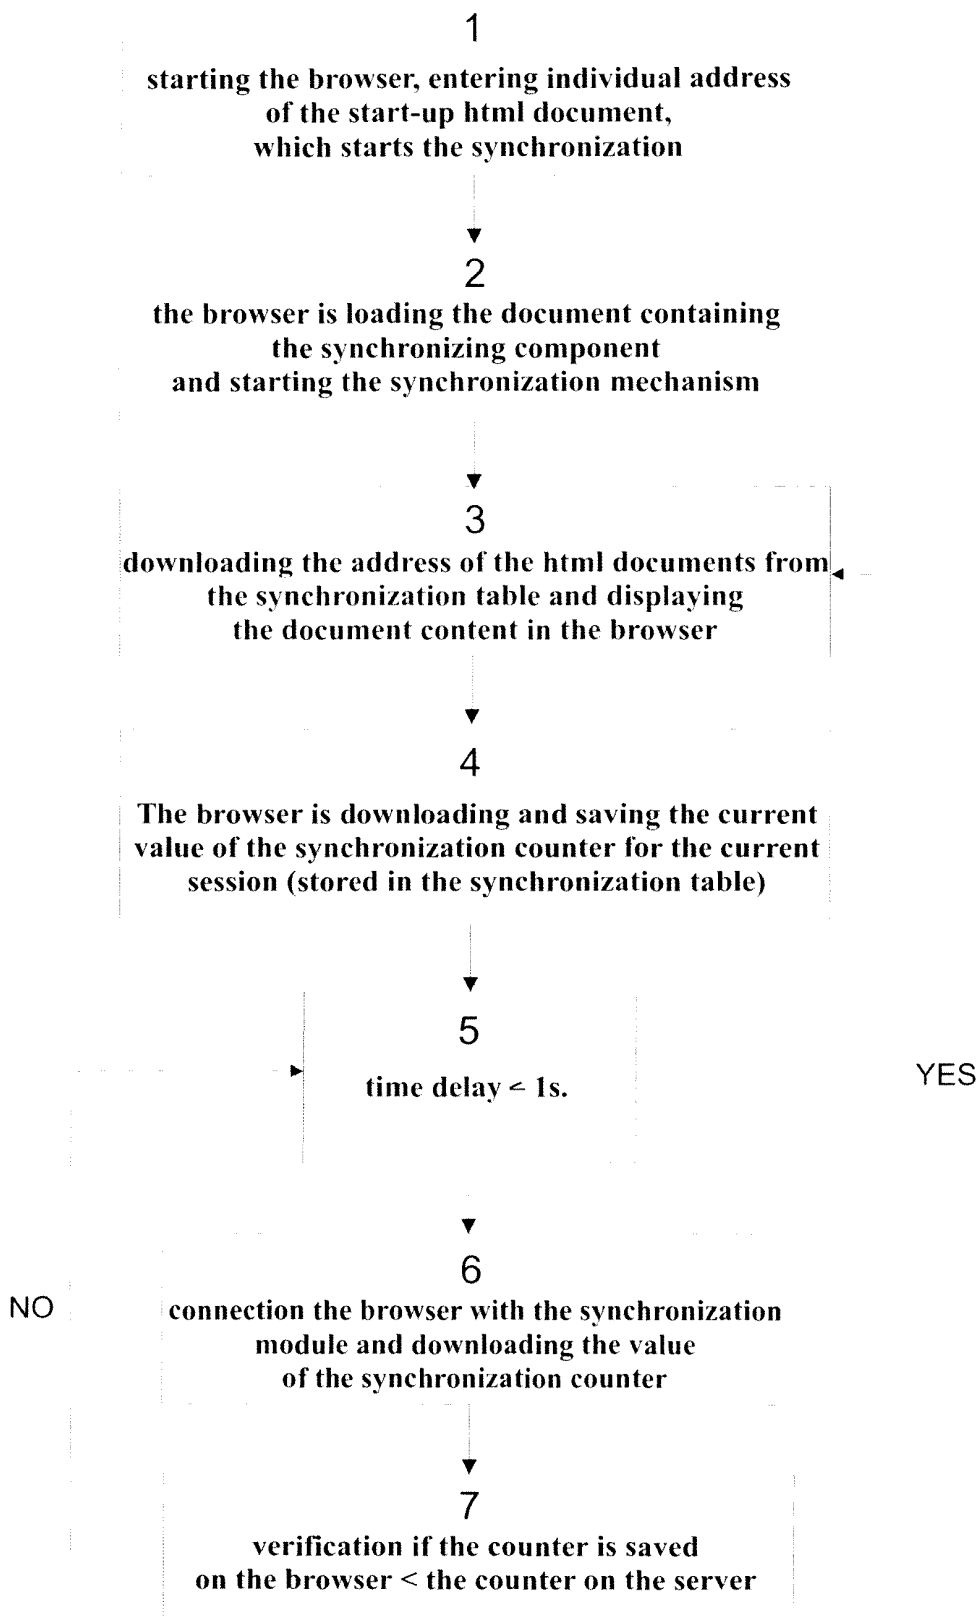 1
starting the browser, entering individual address
of the start-up html document,
which starts the synchronization
2
the browser is loading the document containing
the synchronizing component
and starting the synchronization mechanism
3
downloading the address of the html documents from
the synchronization table and displaying
the document content in the browser
4
The browser is downloading and saving the current
value of the synchronization counter for the current
session (stored in the synchronization table)
5
time delay < 1s.
YES
6
NO
connection the browser with the synchronization
module and downloading the value
of the synchronization counter
7
verification if the counter is saved
on the browser < the counter on the server